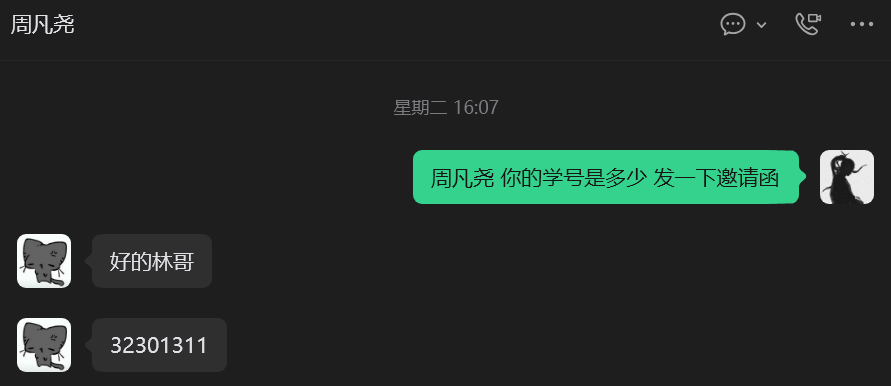 周凡尧
星期二 16:07
周凡尧 你的学号是多少 发一下邀请函
好的林哥
32301311